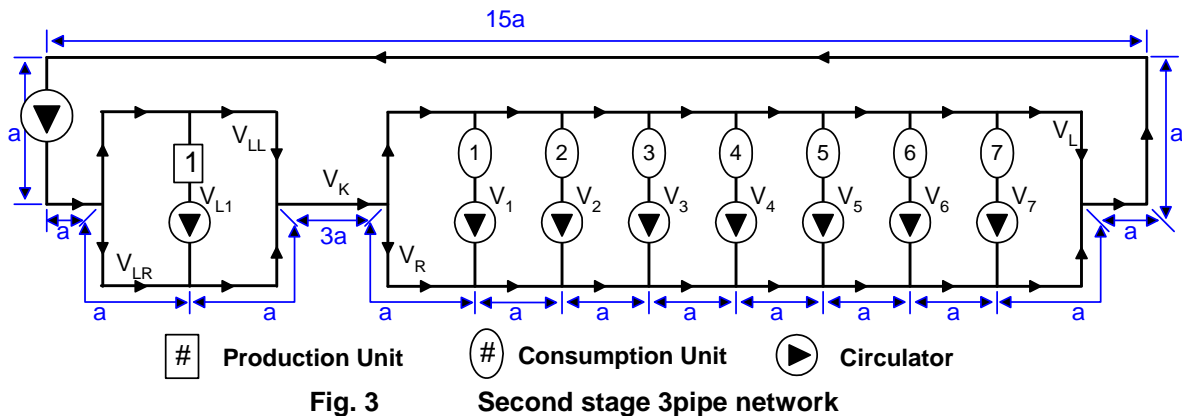 15a
a
a
1
V_LL
V_L1
V_LR
a
a
a
V_K
3a
V_R
1 2 3 4 5 6 7
V_1 V_2 V_3 V_4 V_5 V_6 V_7
V_L
a
a
a a a a a a a a
# Production Unit # Consumption Unit Circulator
Fig. 3 Second stage 3pipe network